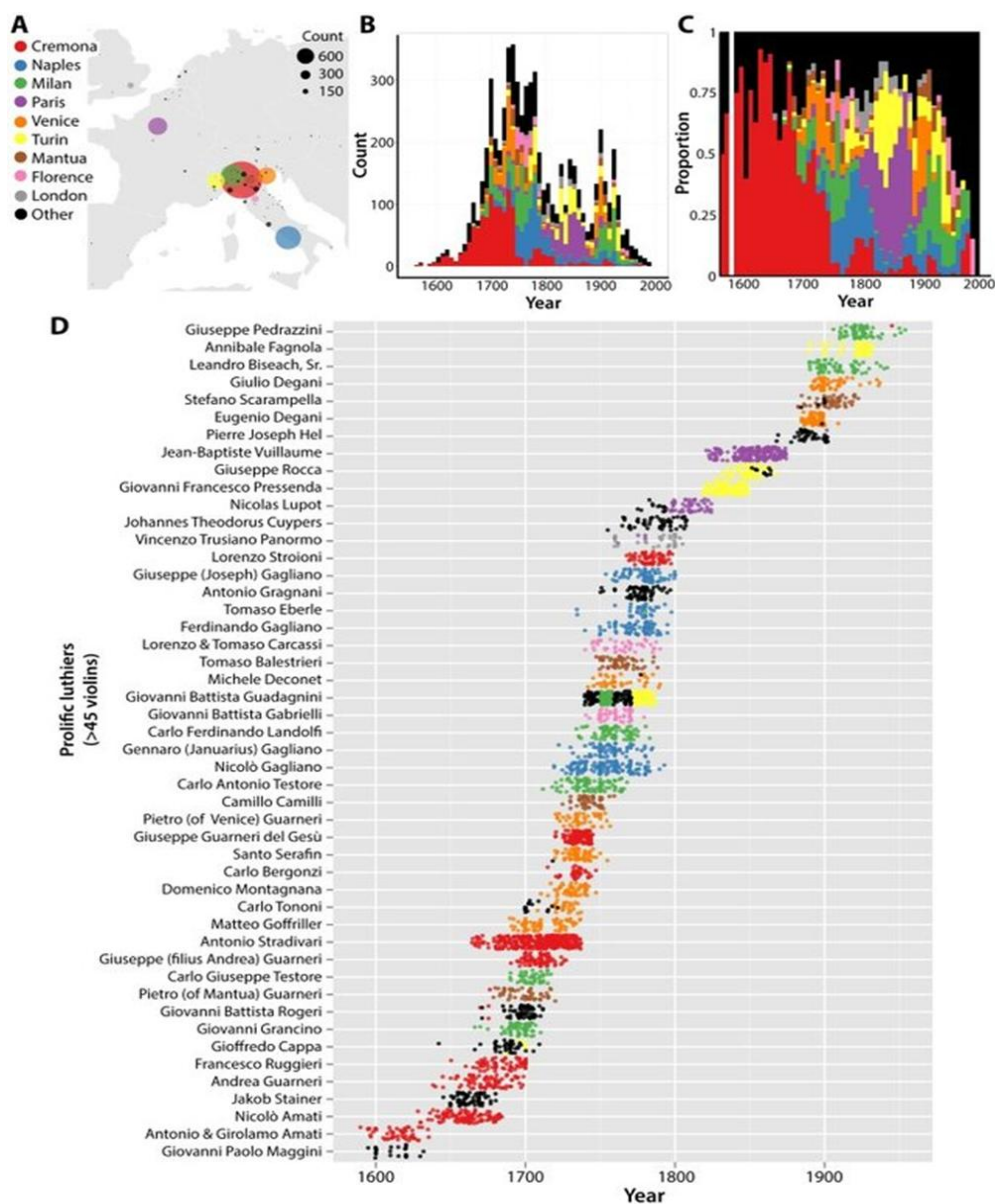 A
Cremona
Naples
Milan
Paris
Venice
Turin
Mantua
Florence
London
Other
Count
600
300
150
B
Count
300
200
100
0
1600 1700 1800 1900 2000
Year
C
Proportion
1
0.75
0.5
0.25
0
1600 1700 1800 1900 2000
Year
D
Prolific luthiers
(>45 violins)
Giuseppe Pedrazzini
Annibale Fagnola
Leandro Biseach, Sr.
Giulio Degani
Stefano Scarampella
Eugenio Degani
Pierre Joseph Hel
Jean-Baptiste Vuillaume
Giuseppe Rocca
Giovanni Francesco Pressenda
Nicolas Lupot
Johannes Theodorus Cuypers
Vincenzo Trusiano Panormo
Lorenzo Stroioni
Giuseppe (Joseph) Gagliano
Antonio Gragnani
Tomaso Eberle
Ferdinando Gagliano
Lorenzo & Tomaso Carcassi
Tomaso Balestrieri
Michele Deconet
Giovanni Battista Guadagnini
Giovanni Battista Gabrielli
Carlo Ferdinando Landolfi
Gennaro (Januarius) Gagliano
Nicolò Gagliano
Carlo Antonio Testore
Camillo Camilli
Pietro (of Venice) Guarneri
Giuseppe Guarneri del Gesù
Santo Serafin
Carlo Bergonzi
Domenico Montagnana
Carlo Tononi
Matteo Goffriller
Antonio Stradivari
Giuseppe (filius Andrea) Guarneri
Carlo Giuseppe Testore
Pietro (of Mantua) Guarneri
Giovanni Battista Rogeri
Giovanni Grancino
Gioffredo Cappa
Francesco Ruggieri
Andrea Guarneri
Jakob Stainer
Nicolò Amati
Antonio & Girolamo Amati
Giovanni Paolo Maggini
1600 1700 1800 1900
Year